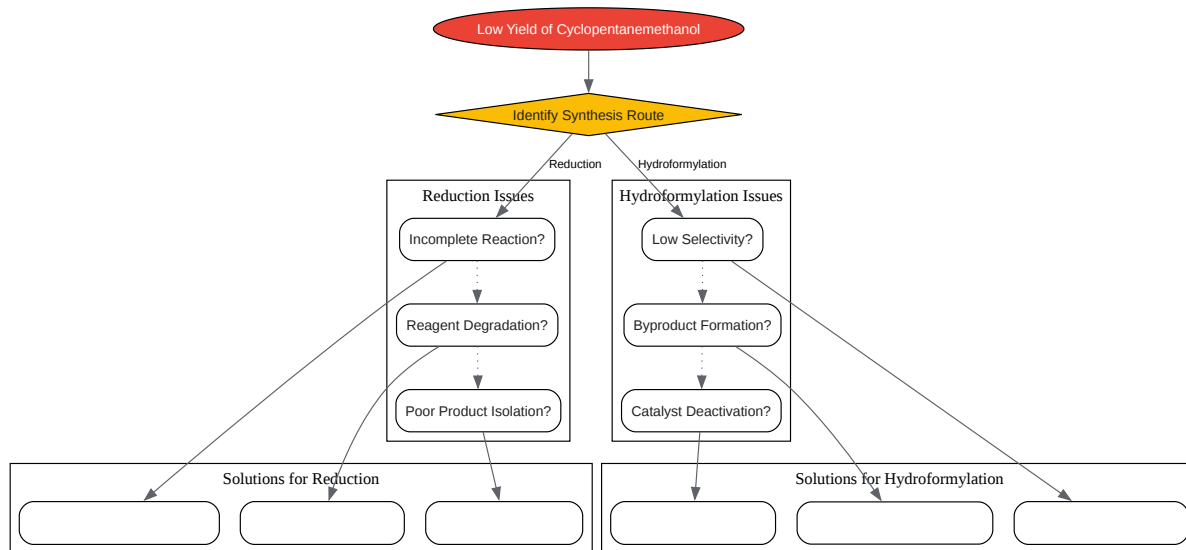 Low Yield of Cyclopentanemethanol
Identify Synthesis Route
Reduction
Hydroformylation
Reduction Issues
Hydroformylation Issues
Incomplete Reaction?
Low Selectivity?
Reagent Degradation?
Byproduct Formation?
Poor Product Isolation?
Catalyst Deactivation?
Solutions for Reduction
Solutions for Hydroformylation